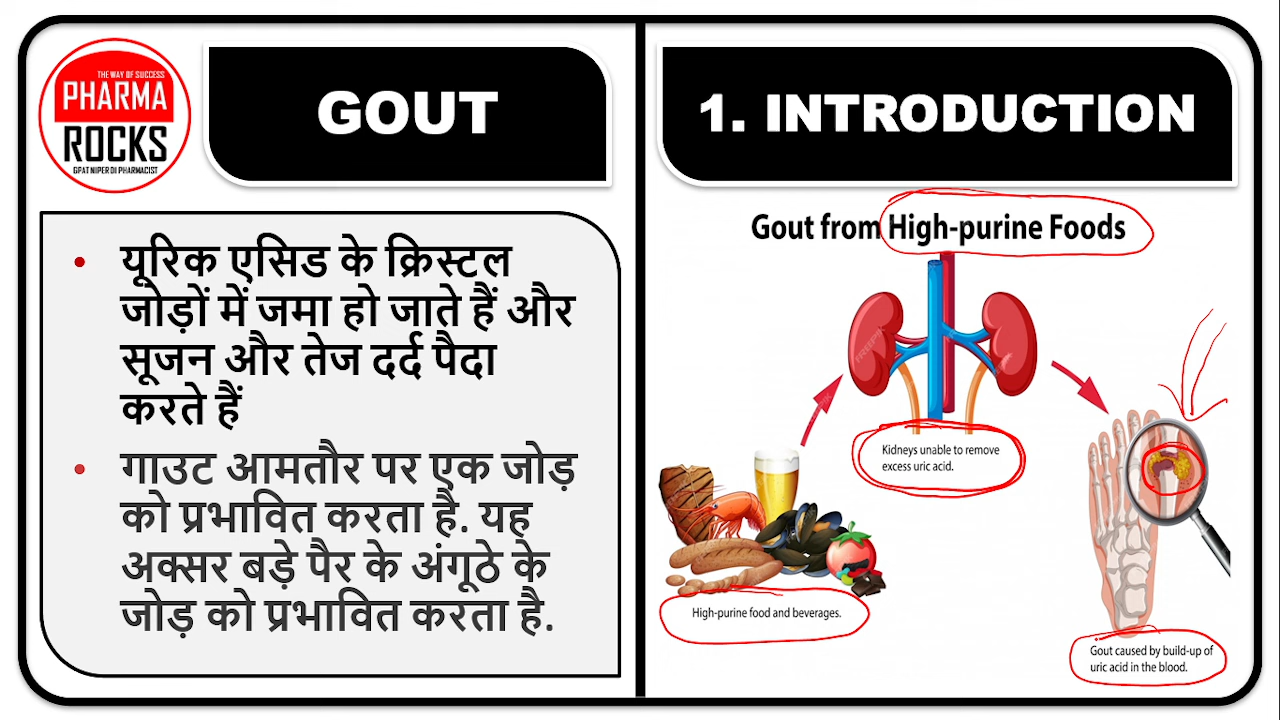 THE WAY OF SUCCESS
PHARMA
ROCKS
GPAT NIPER DI PHARMACIST
GOUT
• यूरिक एसिड के क्रिस्टल
जोड़ों में जमा हो जाते हैं और
सूजन और तेज दर्द पैदा
करते हैं
• गाउट आमतौर पर एक जोड़
को प्रभावित करता है. यह
अक्सर बड़े पैर के अंगूठे के
जोड़ को प्रभावित करता है.
1. INTRODUCTION
Gout from High-purine Foods
Kidneys unable to remove
excess uric acid.
High-purine food and beverages.
Gout caused by build-up of
uric acid in the blood.